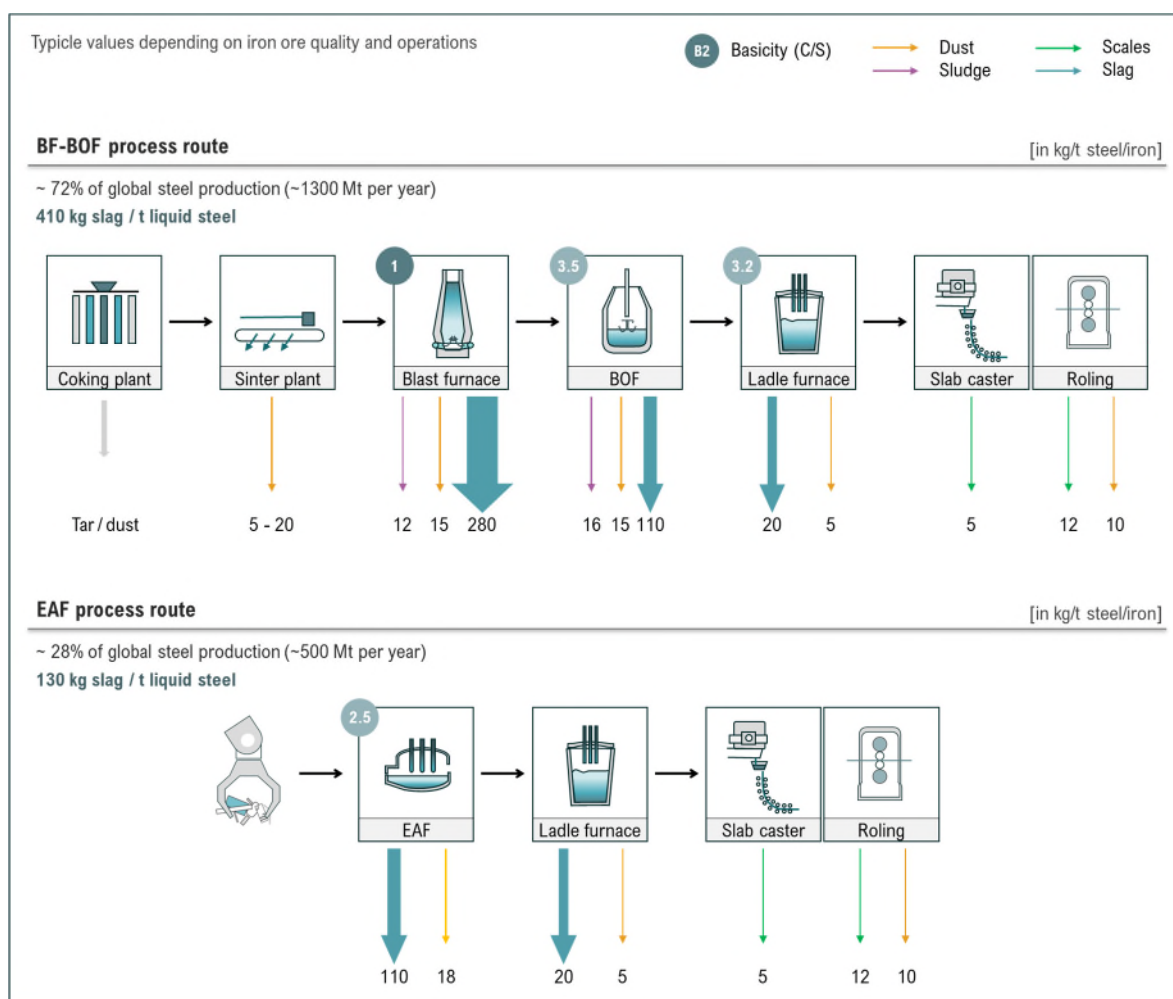 Typicle values depending on iron ore quality and operations
B2 Basicity (C/S)
Dust
Scales
Sludge
Slag
BF-BOF process route
[in kg/t steel/iron]
~ 72% of global steel production (~1300 Mt per year)
410 kg slag / t liquid steel
1
3.5
3.2
Coking plant
Sinter plant
Blast furnace
BOF
Ladle furnace
Slab caster
Roling
Tar / dust
5 - 20
12 15 280
16 15 110
20 5
5
12 10
EAF process route
[in kg/t steel/iron]
~ 28% of global steel production (~500 Mt per year)
130 kg slag / t liquid steel
2.5
EAF
Ladle furnace
Slab caster
Roling
110 18
20 5
5
12 10